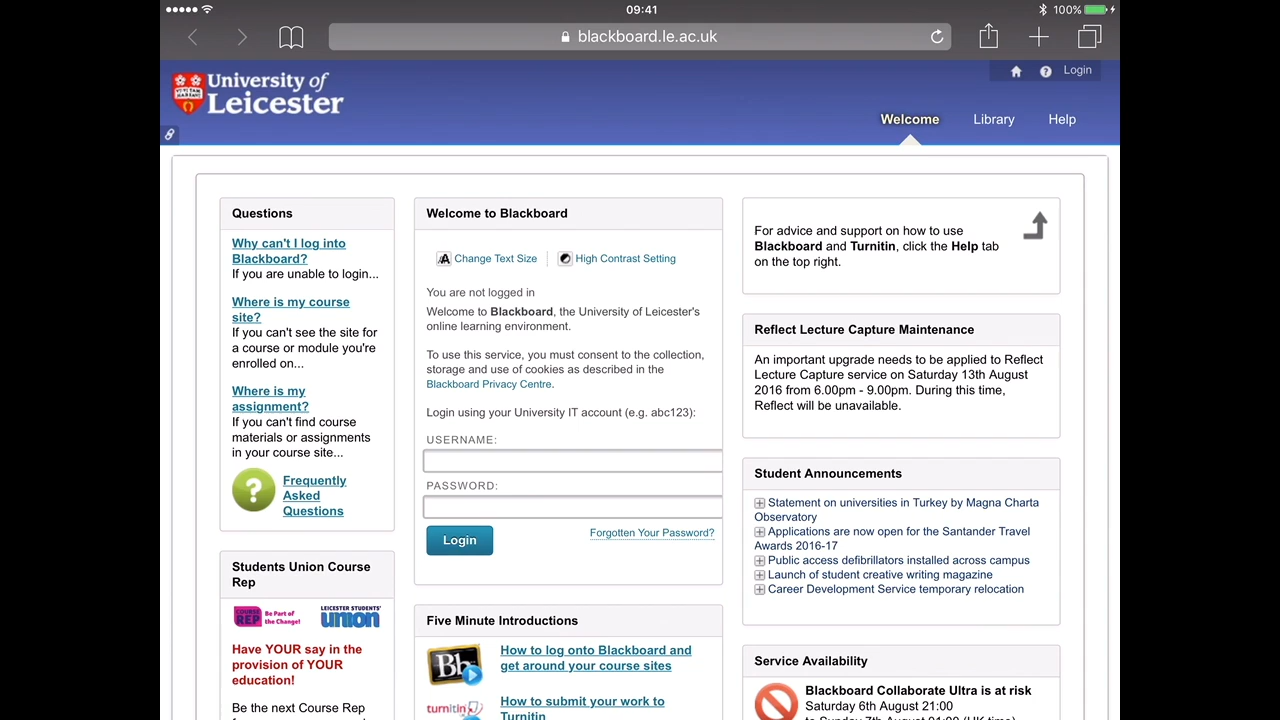 09:41
100%
blackboard.le.ac.uk
University of
Leicester
Login
Welcome
Library
Help
Questions
Why can't I log into
Blackboard?
If you are unable to login...
Where is my course
site?
If you can't see the site for
a course or module you're
enrolled on...
Where is my
assignment?
If you can't find course
materials or assignments
in your course site...
Frequently
Asked
Questions
Students Union Course
Rep
COURSE
REP
Be Part of
the Change!
LEICESTER STUDENTS'
union
Have YOUR say in the
provision of YOUR
education!
Be the next Course Rep
Welcome to Blackboard
Change Text Size
High Contrast Setting
You are not logged in
Welcome to Blackboard, the University of Leicester's
online learning environment.
To use this service, you must consent to the collection,
storage and use of cookies as described in the
Blackboard Privacy Centre.
Login using your University IT account (e.g. abc123):
USERNAME:
PASSWORD:
Login
Forgotten Your Password?
Five Minute Introductions
Bb
How to log onto Blackboard and
get around your course sites
turnitin
How to submit your work to
Turnitin
For advice and support on how to use
Blackboard and Turnitin, click the Help tab
on the top right.
Reflect Lecture Capture Maintenance
An important upgrade needs to be applied to Reflect
Lecture Capture service on Saturday 13th August
2016 from 6.00pm - 9.00pm. During this time,
Reflect will be unavailable.
Student Announcements
Statement on universities in Turkey by Magna Charta
Observatory
Applications are now open for the Santander Travel
Awards 2016-17
Public access defibrillators installed across campus
Launch of student creative writing magazine
Career Development Service temporary relocation
Service Availability
Blackboard Collaborate Ultra is at risk
Saturday 6th August 21:00
to Sunday 7th August 01:00 (UK time)